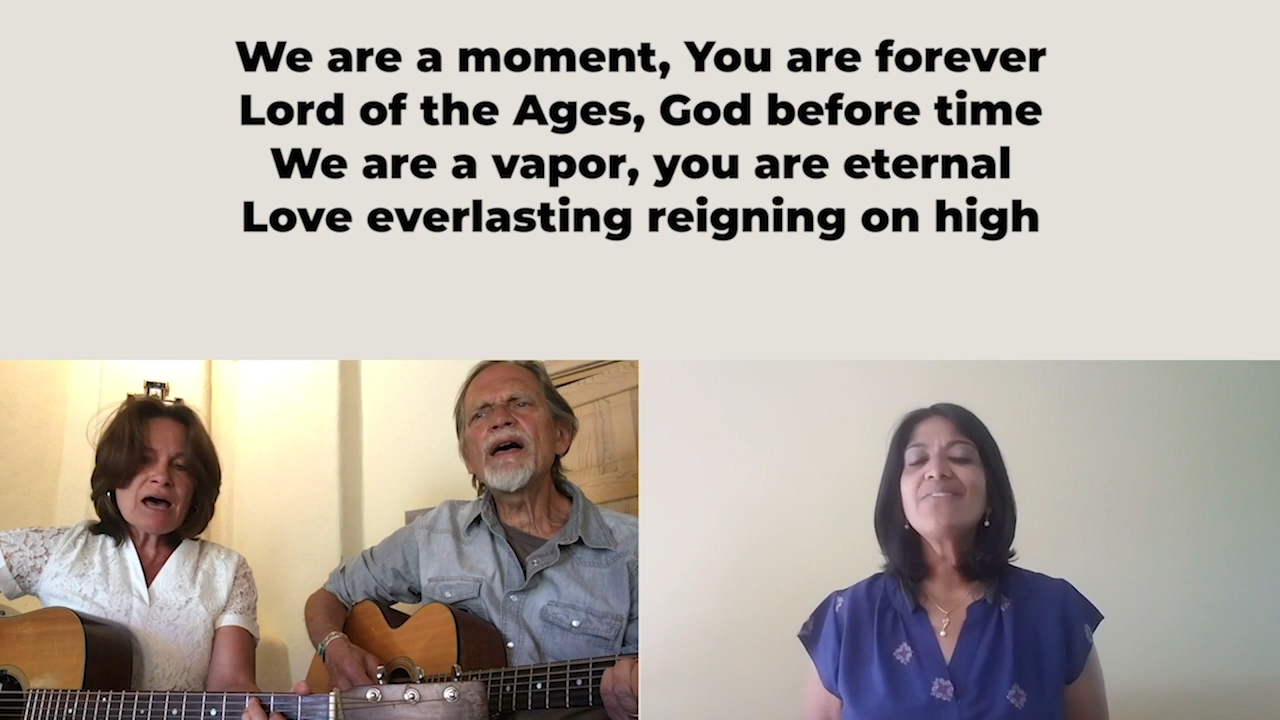 We are a moment, You are forever
Lord of the Ages, God before time
We are a vapor, you are eternal
Love everlasting reigning on high